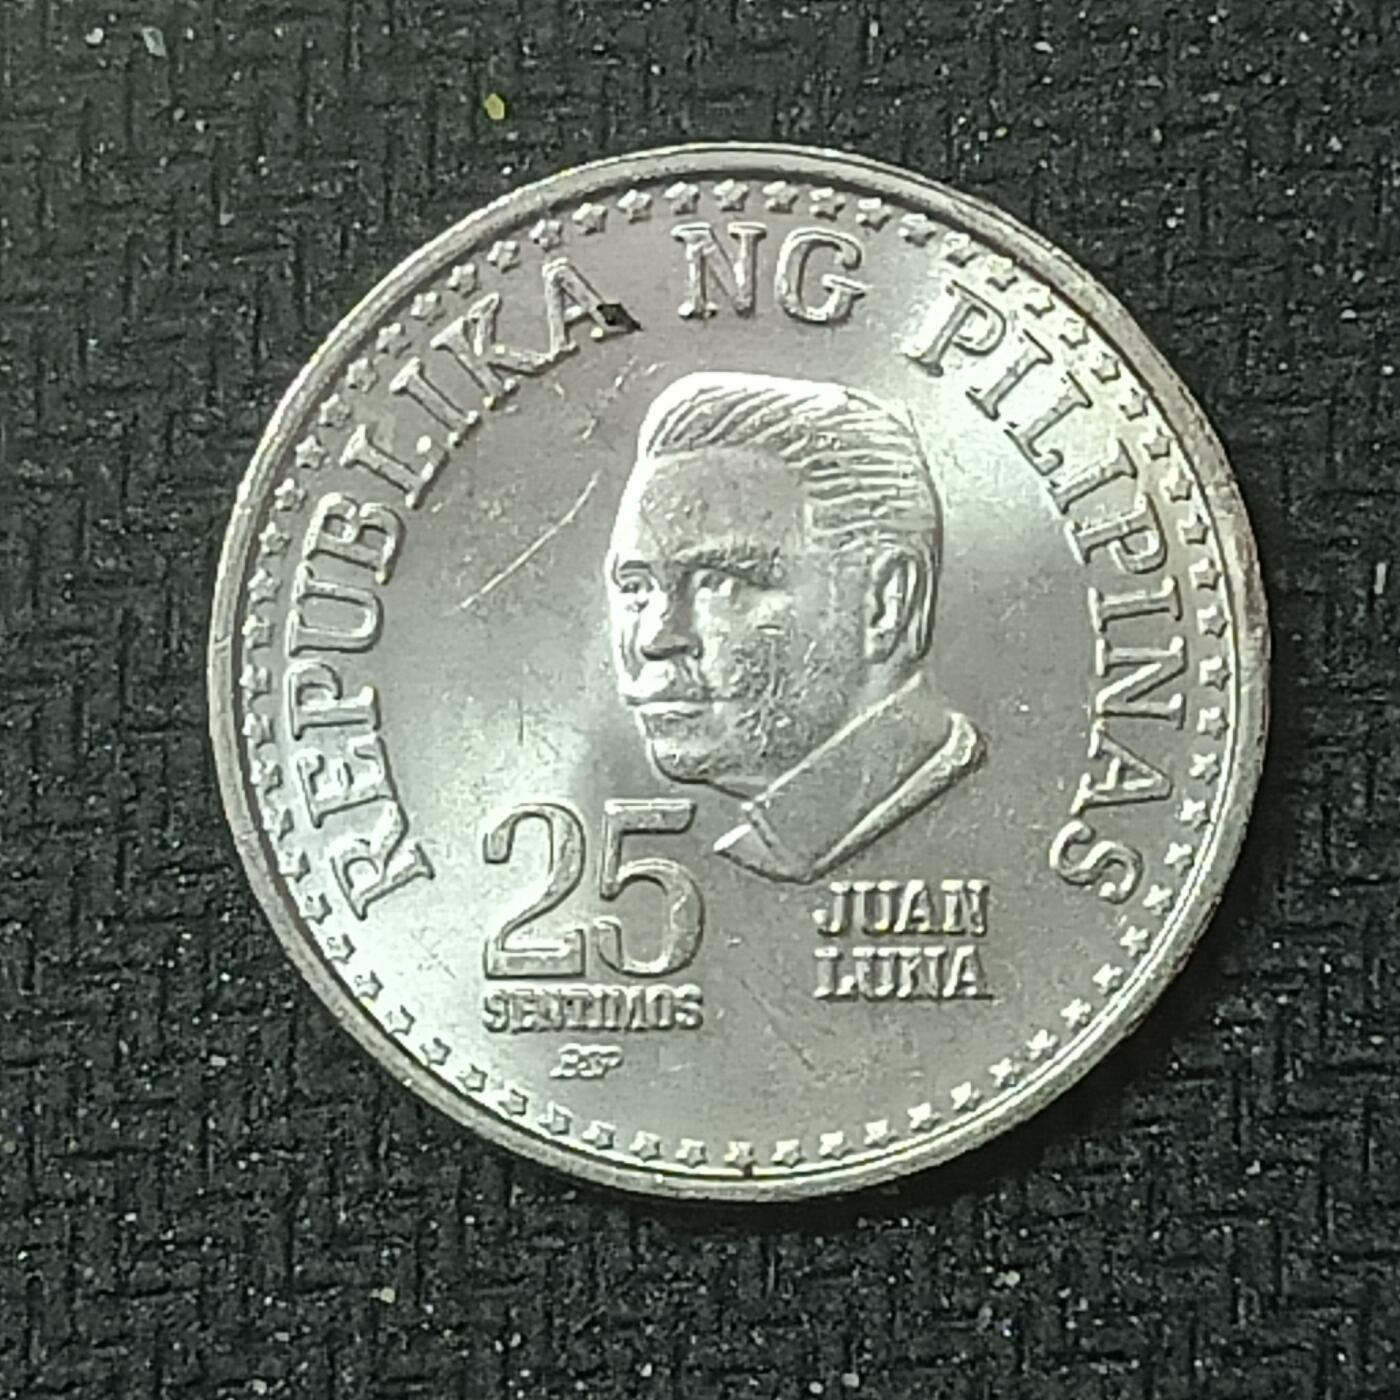 REPUBLIKA NG PILIPINAS
25
SENTIMOS
BSP
JUAN
LUNA